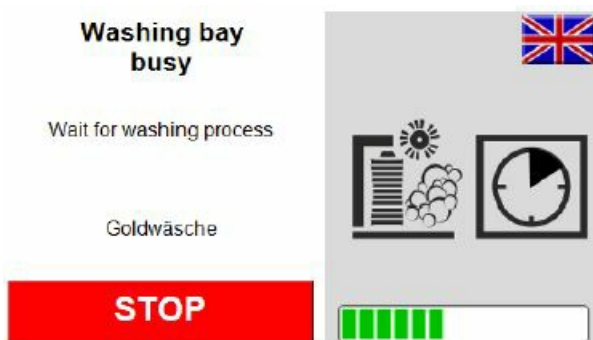 Washing bay
busy
Wait for washing process
Goldwäsche
STOP